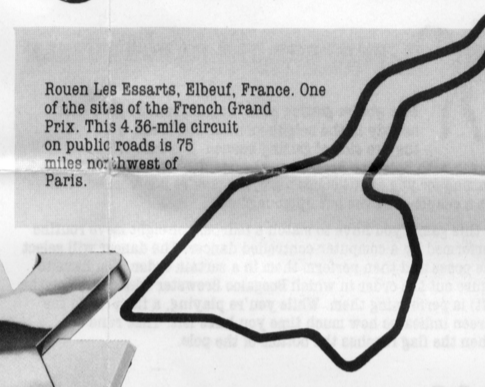 Rouen Les Essarts, Elbeuf, France. One
of the sites of the French Grand
Prix. This 4.36-mile circuit
on public roads is 75
miles northwest of
Paris.